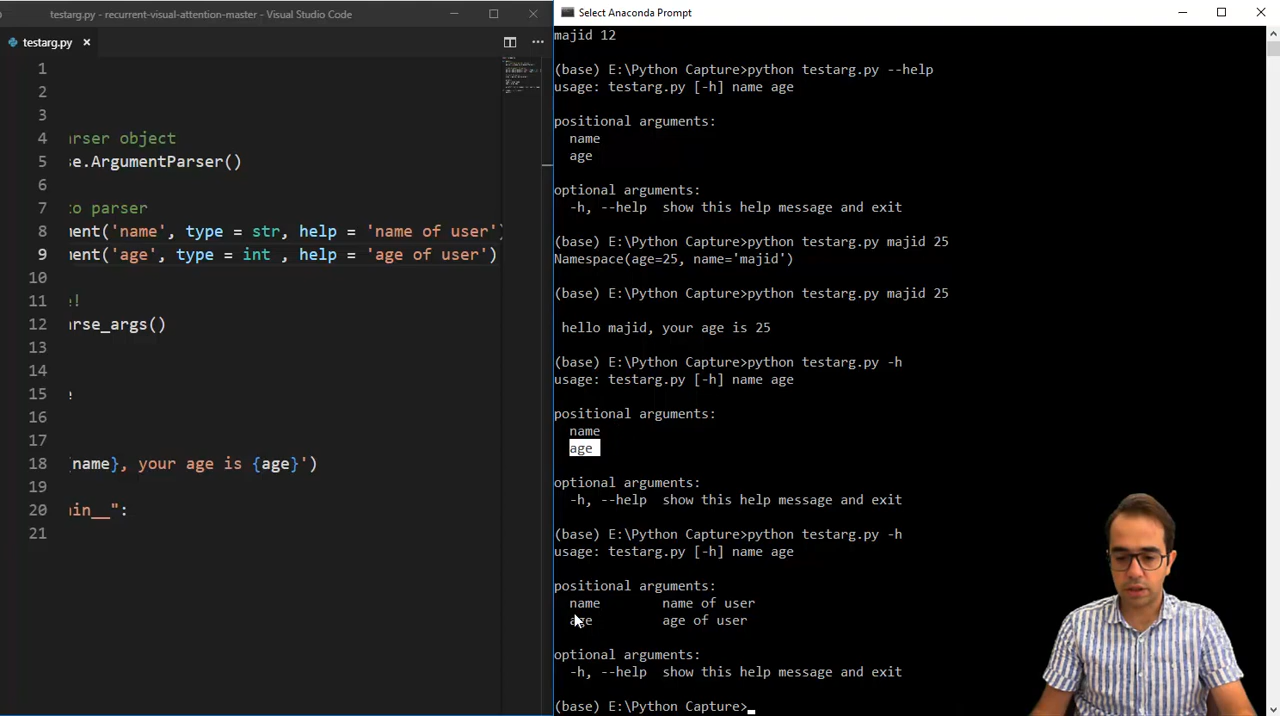 testarg.py - recurrent-visual-attention-master - Visual Studio Code
testarg.py
1
2
3
4 rser object
5 se.ArgumentParser()
6
7 to parser
8 ment('name', type = str, help = 'name of user')
9 ment('age', type = int , help = 'age of user')
10
11 !
12 rse_args()
13
14
15 e
16
17
18 {name}, your age is {age}')
19
20 in__":
21
Select Anaconda Prompt
majid 12
(base) E:\Python Capture>python testarg.py --help
usage: testarg.py [-h] name age
positional arguments:
name
age
optional arguments:
-h, --help show this help message and exit
(base) E:\Python Capture>python testarg.py majid 25
Namespace(age=25, name='majid')
(base) E:\Python Capture>python testarg.py majid 25
hello majid, your age is 25
(base) E:\Python Capture>python testarg.py -h
usage: testarg.py [-h] name age
positional arguments:
name
age
optional arguments:
-h, --help show this help message and exit
(base) E:\Python Capture>python testarg.py -h
usage: testarg.py [-h] name age
positional arguments:
name name of user
age age of user
optional arguments:
-h, --help show this help message and exit
(base) E:\Python Capture>